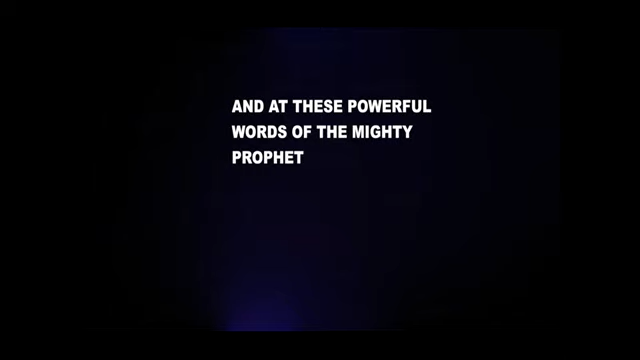 AND AT THESE POWERFUL
WORDS OF THE MIGHTY
PROPHET